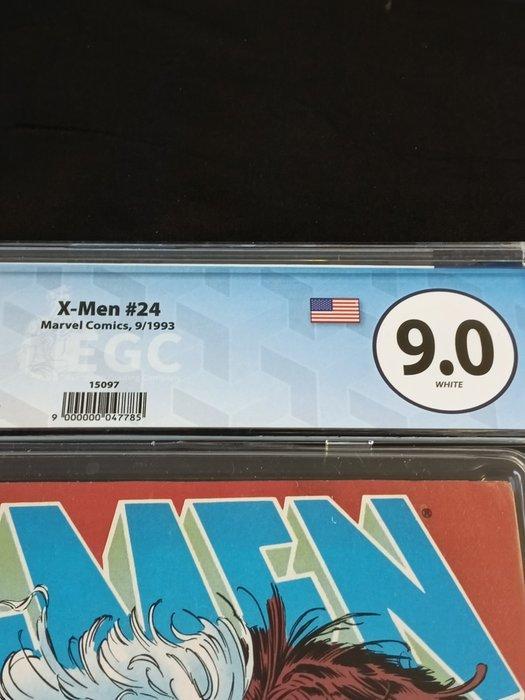 X-Men #24
Marvel Comics, 9/1993
EGC
15097
9 000000 047785
9.0
WHITE
MEN®